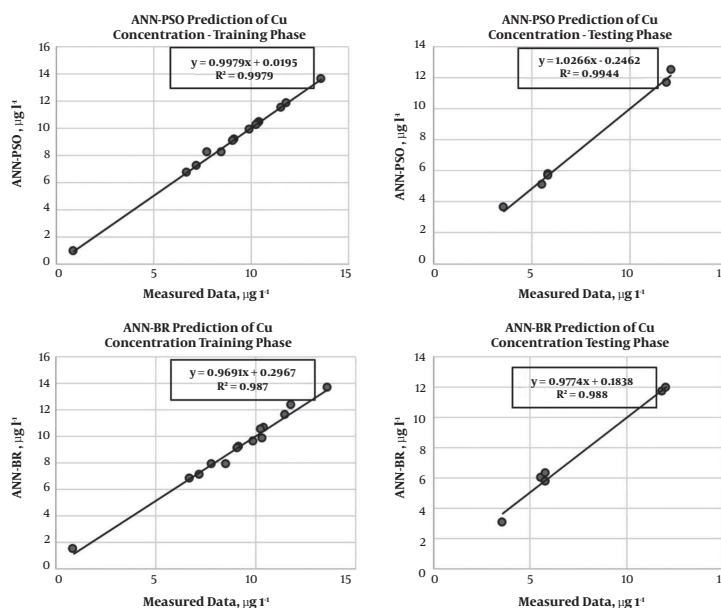 ANN-PSO Prediction of Cu
Concentration - Training Phase
16
14
12
10
8
6
4
2
0
y = 0.9979x + 0.0195
R² = 0.9979
ANN-PSO, µg l⁻¹
0
5
10
15
Measured Data, µg l⁻¹
ANN-PSO Prediction of Cu
Concentration - Testing Phase
14
12
10
8
6
4
2
0
y = 1.0266x - 0.2462
R² = 0.9944
ANN-PSO, µg l⁻¹
0
5
10
15
Measured Data, µg l⁻¹
ANN-BR Prediction of Cu
Concentration Training Phase
16
14
12
10
8
6
4
2
0
y = 0.9691x + 0.2967
R² = 0.987
ANN-BR, µg l⁻¹
0
5
10
15
Measured Data, µg l⁻¹
ANN-BR Prediction of Cu
Concentration Testing Phase
14
12
10
8
6
4
2
0
y = 0.9774x + 0.1838
R² = 0.988
ANN-BR, µg l⁻¹
0
5
10
15
Measured Data, µg l⁻¹